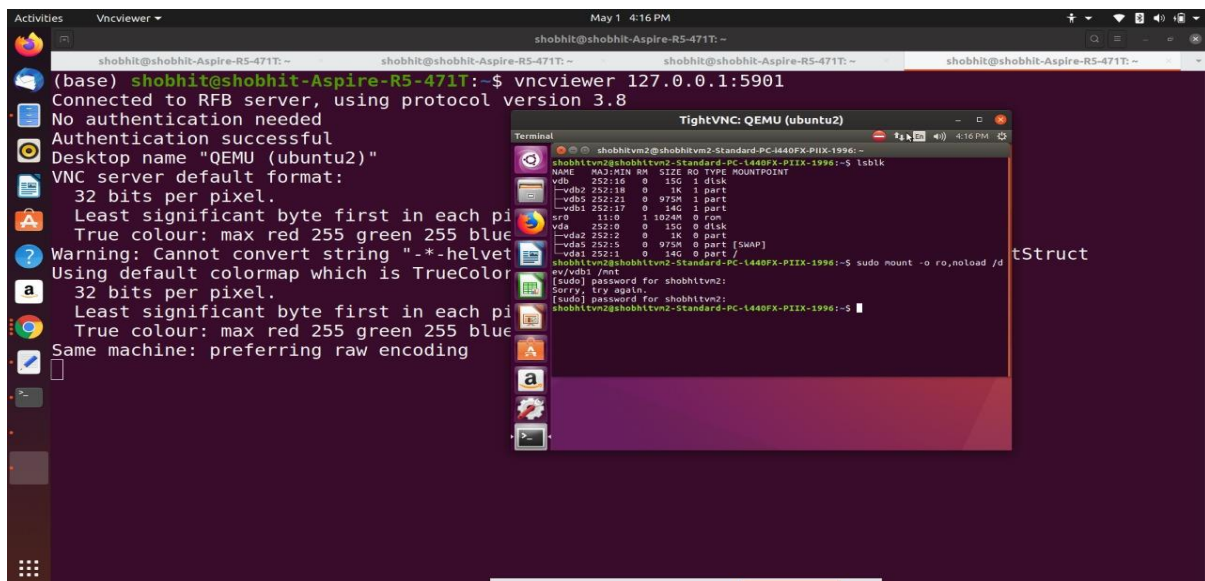 Activities
Vncviewer
May 1 4:16 PM
shobhit@shobhit-Aspire-R5-471T: ~
shobhit@shobhit-Aspire-R5-471T: ~
shobhit@shobhit-Aspire-R5-471T: ~
shobhit@shobhit-Aspire-R5-471T: ~
shobhit@shobhit-Aspire-R5-471T: ~
(base) shobhit@shobhit-Aspire-R5-471T:~$ vncviewer 127.0.0.1:5901
Connected to RFB server, using protocol version 3.8
No authentication needed
Authentication successful
Desktop name "QEMU (ubuntu2)"
VNC server default format:
32 bits per pixel.
Least significant byte first in each pi
True colour: max red 255 green 255 blue
Warning: Cannot convert string "-*-helvet
tStruct
Using default colormap which is TrueColor
32 bits per pixel.
Least significant byte first in each pi
True colour: max red 255 green 255 blue
Same machine: preferring raw encoding
TightVNC: QEMU (ubuntu2)
Terminal
En
4:16 PM
shobhitvm2@shobhitvm2-Standard-PC-i440FX-PIIX-1996: ~
shobhitvm2@shobhitvm2-Standard-PC-i440FX-PIIX-1996:~$ lsblk
NAME MAJ:MIN RM SIZE RO TYPE MOUNTPOINT
vdb 252:16 0 15G 1 disk
├─vdb2 252:18 0 1K 1 part
├─vdb5 252:21 0 975M 1 part
└─vdb1 252:17 0 14G 1 part
sr0 11:0 1 1024M 0 rom
vda 252:0 0 15G 0 disk
├─vda2 252:2 0 1K 0 part
├─vda5 252:5 0 975M 0 part [SWAP]
└─vda1 252:1 0 14G 0 part /
shobhitvm2@shobhitvm2-Standard-PC-i440FX-PIIX-1996:~$ sudo mount -o ro,noload /d
ev/vdb1 /mnt
[sudo] password for shobhitvm2:
Sorry, try again.
[sudo] password for shobhitvm2:
shobhitvm2@shobhitvm2-Standard-PC-i440FX-PIIX-1996:~$